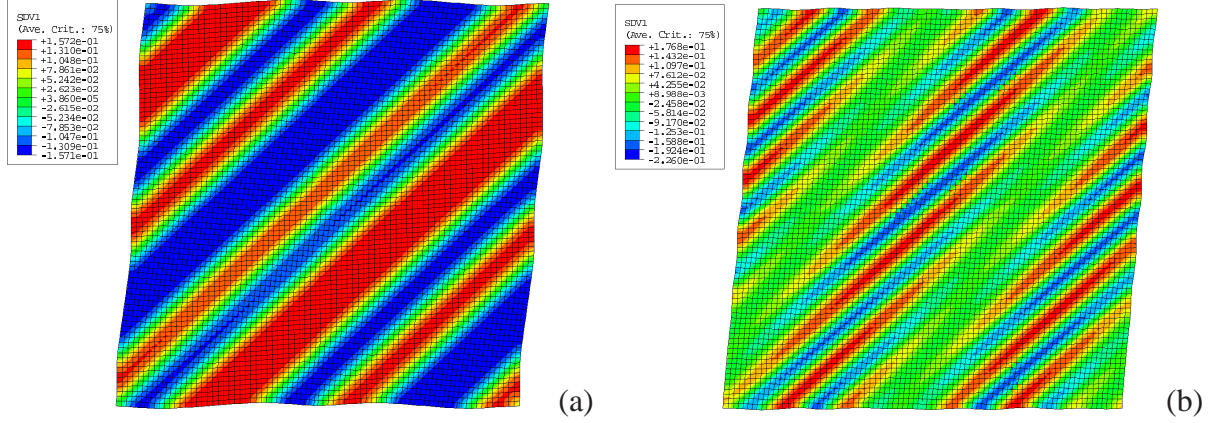 SDV1
(Ave. Crit.: 75%)
+1.572e-01
+1.310e-01
+1.048e-01
+7.861e-02
+5.242e-02
+2.623e-02
+3.860e-05
-2.615e-02
-5.234e-02
-7.853e-02
-1.047e-01
-1.309e-01
-1.571e-01
(a)
SDV1
(Ave. Crit.: 75%)
+1.768e-01
+1.432e-01
+1.097e-01
+7.612e-02
+4.255e-02
+8.988e-03
-2.458e-02
-5.814e-02
-9.170e-02
-1.253e-01
-1.588e-01
-1.924e-01
-2.260e-01
(b)